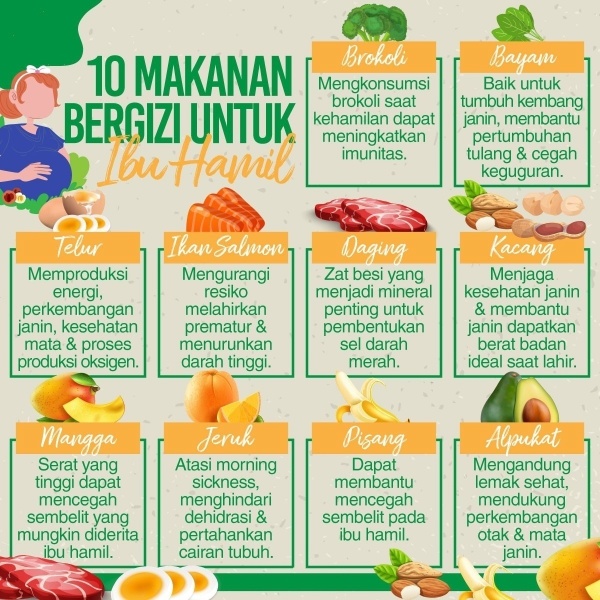 10 MAKANAN
BERGIZI UNTUK
Ibu Hamil
Brokoli
Mengkonsumsi
brokoli saat
kehamilan dapat
meningkatkan
imunitas.
Bayam
Baik untuk
tumbuh kembang
janin, membantu
pertumbuhan
tulang & cegah
keguguran.
Telur
Memproduksi
energi,
perkembangan
janin, kesehatan
mata & proses
produksi oksigen.
Ikan Salmon
Mengurangi
resiko
melahirkan
prematur &
menurunkan
darah tinggi.
Daging
Zat besi yang
menjadi mineral
penting untuk
pembentukan
sel darah
merah.
Kacang
Menjaga
kesehatan janin
& membantu
janin dapatkan
berat badan
ideal saat lahir.
Mangga
Serat yang
tinggi dapat
mencegah
sembelit yang
mungkin diderita
ibu hamil.
Jeruk
Atasi morning
sickness,
menghindari
dehidrasi &
pertahankan
cairan tubuh.
Pisang
Dapat
membantu
mencegah
sembelit pada
ibu hamil.
Alpukat
Mengandung
lemak sehat,
mendukung
perkembangan
otak & mata
janin.